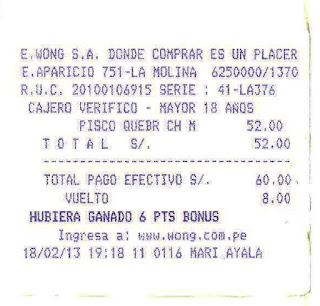 E.WONG S.A. DONDE COMPRAR ES UN PLACER
E.APARICIO 751-LA MOLINA 6250000/1370
R.U.C. 20100106915 SERIE : 41-LA376
CAJERO VERIFICO - MAYOR 18 AÑOS
PISCO QUEBR CH M 52.00
T O T A L S/. 52.00
--------------------------------
TOTAL PAGO EFECTIVO S/. 60.00
VUELTO 8.00
HUBIERA GANADO 6 PTS BONUS
Ingresa a: www.wong.com.pe
18/02/13 19:18 11 0116 MARI AYALA